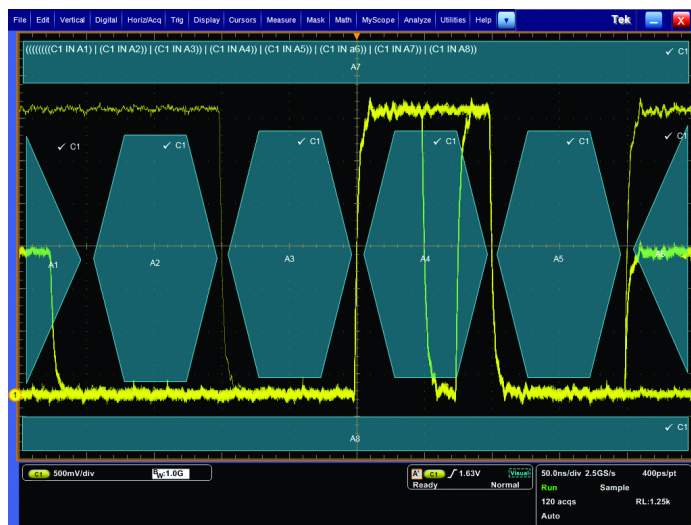 File Edit Vertical Digital Horiz/Acq Trig Display Cursors Measure Mask Math MyScope Analyze Utilities Help Tek X
((((((((C1 IN A1) | (C1 IN A2)) | (C1 IN A3)) | (C1 IN A4)) | (C1 IN A5)) | (C1 IN a6)) | (C1 IN A7)) | (C1 IN A8)) ✓ C1
A7
✓ C1 ✓ C1 ✓ C1 ✓ C1 ✓ C1 ✓ C1
A1 A2 A3 A4 A5
1
✓ C1
A8
C1 500mV/div BW:1.0G
A' C1 1.63V Visual
Ready Normal
50.0ns/div 2.5GS/s 400ps/pt
Run Sample
120 acqs RL:1.25k
Auto